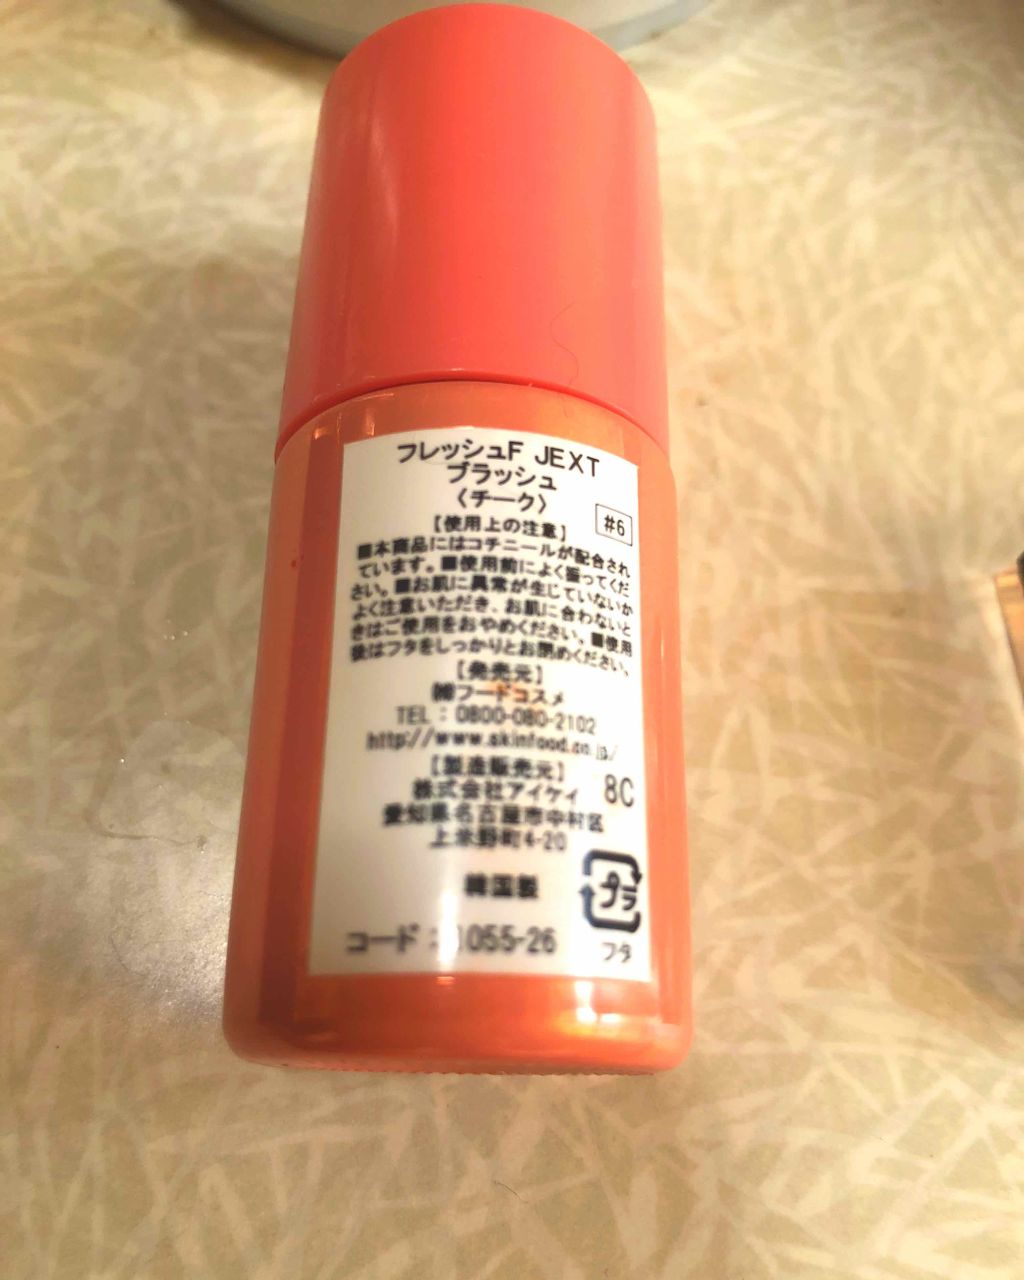 フレッシュF JEXT
ブラッシュ
〈チーク〉
#6
【使用上の注意】
■本商品にはコチニールが配合され
ています。■使用前によく振ってくだ
さい。■お肌に異常が生じていないか
よく注意いただき、お肌に合わないと
きはご使用をおやめください。■使用
後はフタをしっかりとお閉めください。
【発売元】
㈱フードコスメ
TEL：0800-080-2102
http://www.skinfood.co.jp/
【製造販売元】
株式会社アイケイ
8C
愛知県名古屋市中村区
上米野町4-20
韓国製
プラ
コード：1055-26
フタ